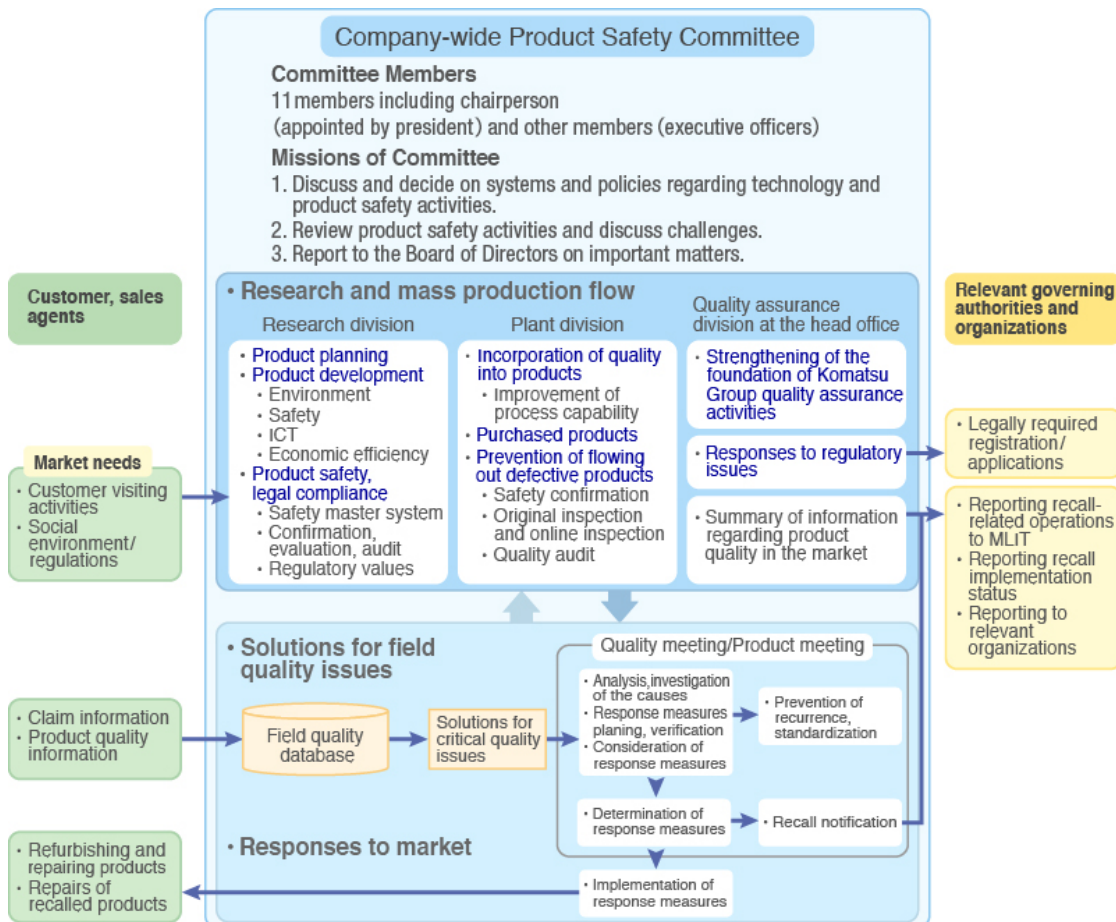 Company-wide Product Safety Committee
Committee Members
11 members including chairperson
(appointed by president) and other members (executive officers)
Missions of Committee
1. Discuss and decide on systems and policies regarding technology and
product safety activities.
2. Review product safety activities and discuss challenges.
3. Report to the Board of Directors on important matters.
Customer, sales
agents
Market needs
・Customer visiting
activities
・Social
environment/
regulations
・Claim information
・Product quality
information
・Refurbishing and
repairing products
・Repairs of
recalled products
・Research and mass production flow
Research division
・Product planning
・Product development
・Environment
・Safety
・ICT
・Economic efficiency
・Product safety,
legal compliance
・Safety master system
・Confirmation,
evaluation, audit
・Regulatory values
Plant division
・Incorporation of quality
into products
・Improvement of
process capability
・Purchased products
・Prevention of flowing
out defective products
・Safety confirmation
・Original inspection
and online inspection
・Quality audit
Quality assurance
division at the head office
・Strengthening of the
foundation of Komatsu
Group quality assurance
activities
・Responses to regulatory
issues
・Summary of information
regarding product
quality in the market
・Solutions for field
quality issues
Field quality
database
Solutions for
critical quality
issues
Quality meeting/Product meeting
・Analysis,investigation
of the causes
・Response measures
planing, verification
・Consideration of
response measures
・Prevention of
recurrence,
standardization
・Determination of
response measures
・Recall notification
・Responses to market
・Implementation of
response measures
Relevant governing
authorities and
organizations
・Legally required
registration/
applications
・Reporting recall-
related operations
to MLIT
・Reporting recall
implementation
status
・Reporting to
relevant
organizations